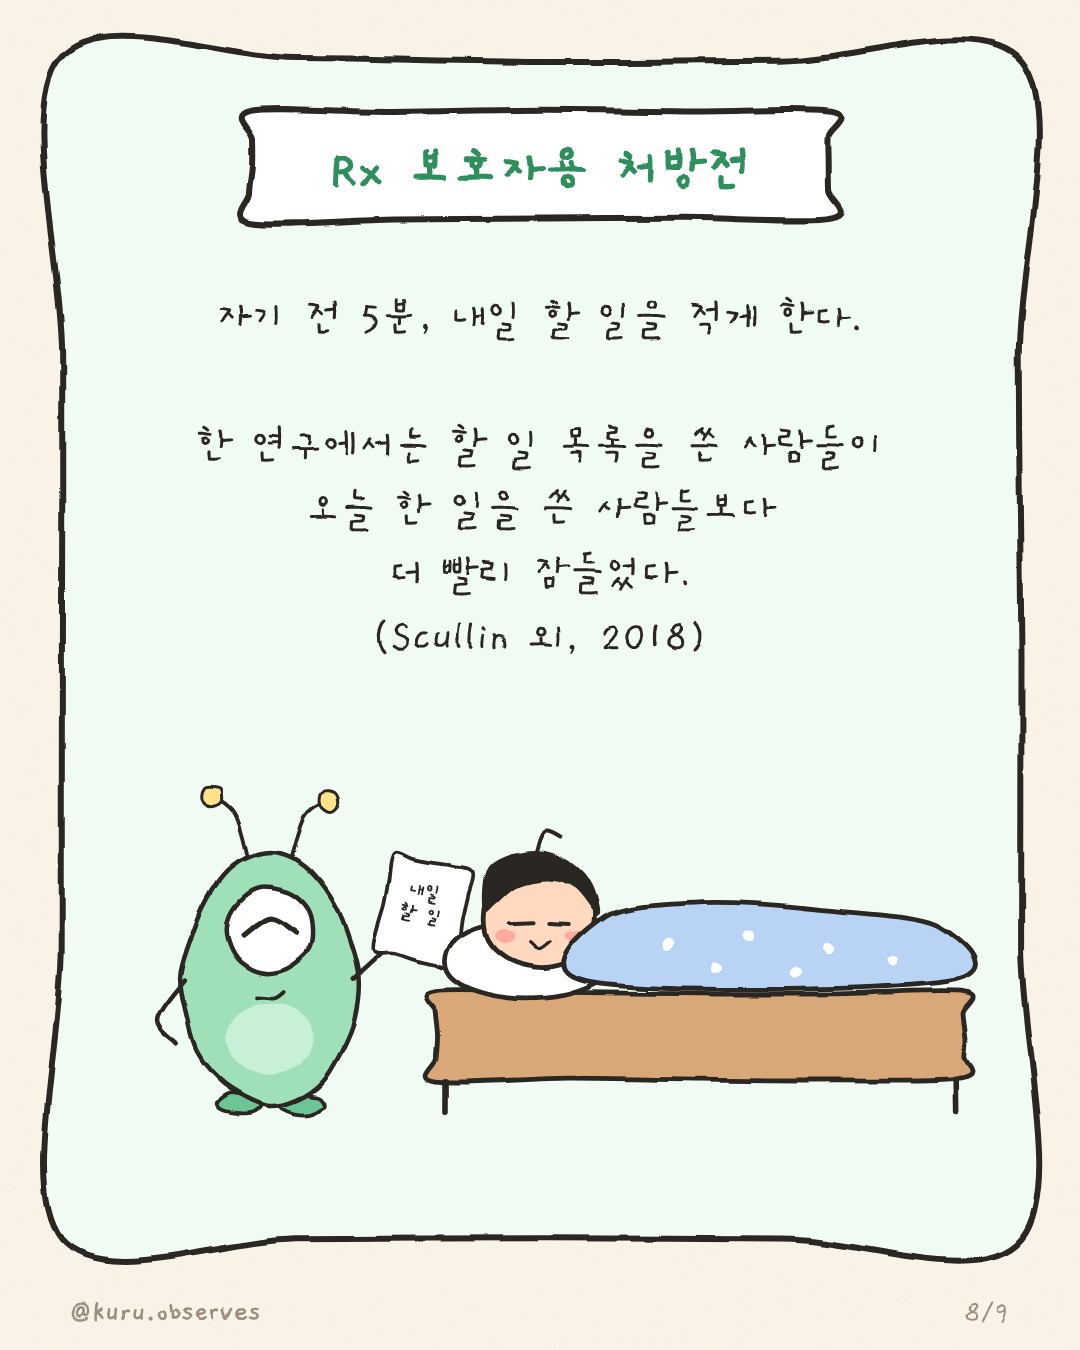 Rx 보호자용 처방전
자기 전 5분, 내일 할 일을 적게 한다.
한 연구에서는 할 일 목록을 쓴 사람들이
오늘 한 일을 쓴 사람들보다
더 빨리 잠들었다.
(Scullin 외, 2018)
내일
할 일
@kuru.observes
8/9